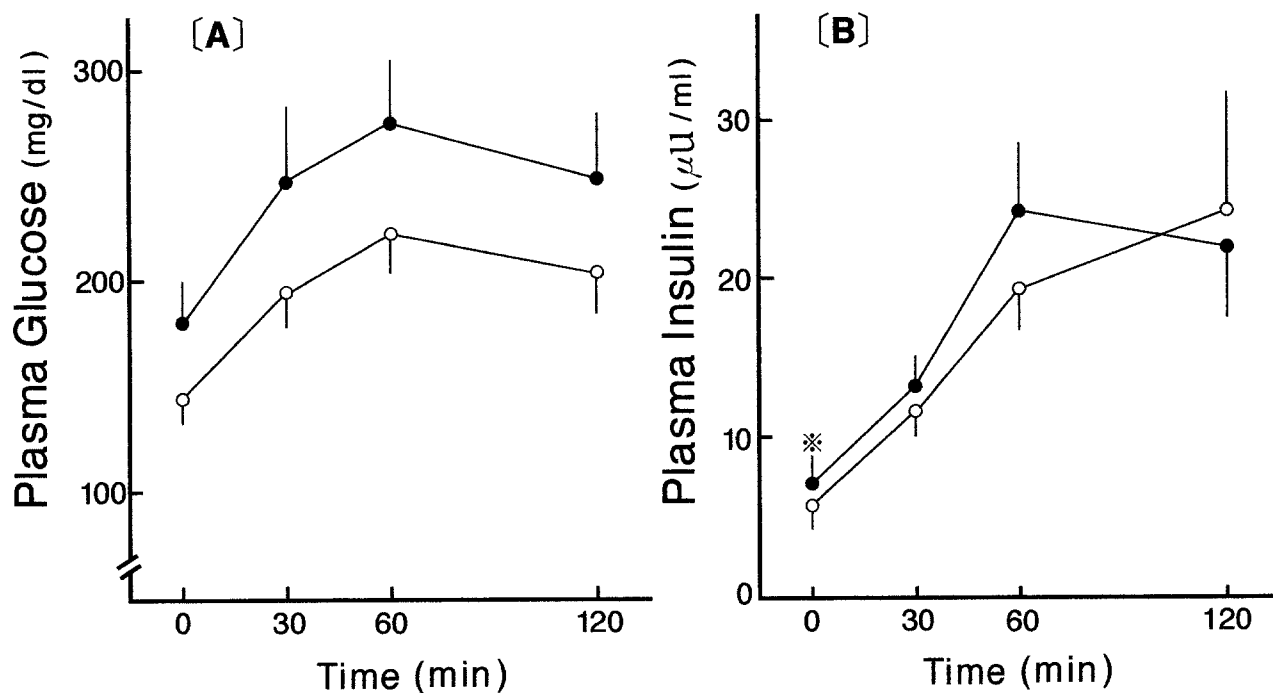 [A]
Plasma Glucose (mg/dl)
300
200
100
0 30 60 120
Time (min)
[B]
Plasma Insulin (μU/ml)
30
20
10
0
※
0 30 60 120
Time (min)